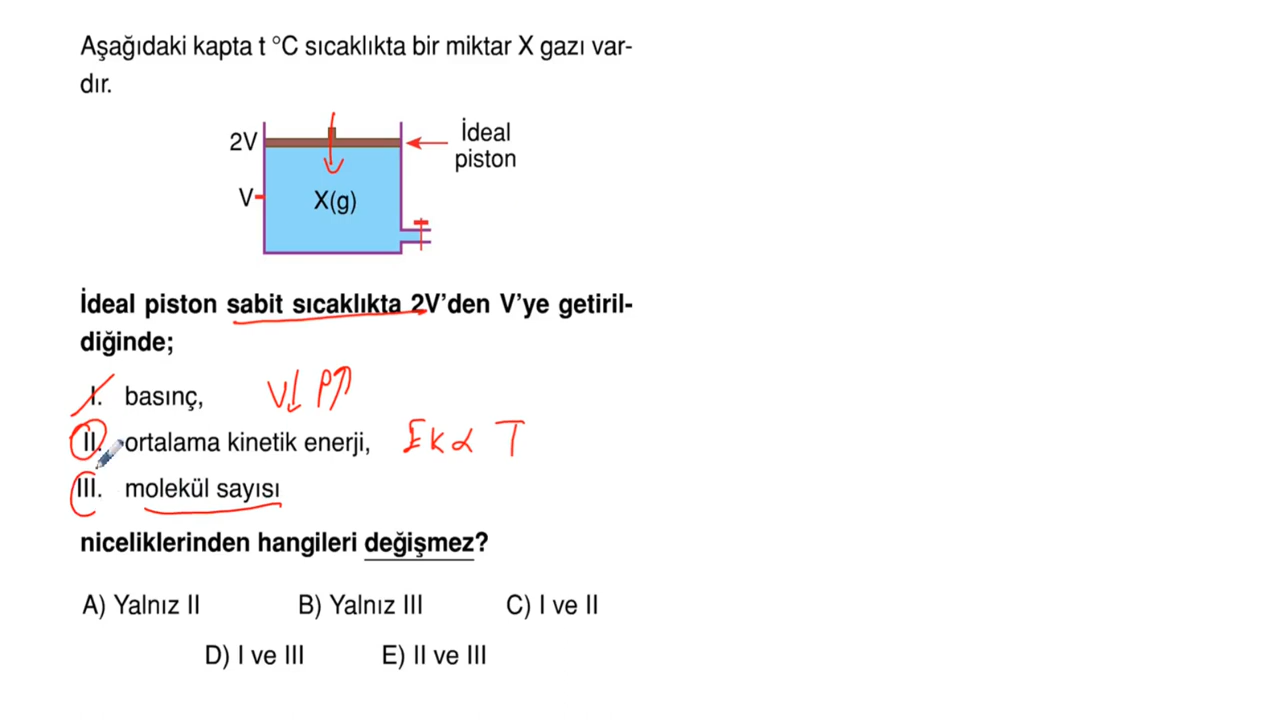 Aşağıdaki kapta t °C sıcaklıkta bir miktar X gazı var-
dır.
2V
İdeal
piston
V
X(g)
İdeal piston sabit sıcaklıkta 2V'den V'ye getiril-
diğinde;
I. basınç, V↓ P↑
II. ortalama kinetik enerji, Ek α T
III. molekül sayısı
niceliklerinden hangileri değişmez?
A) Yalnız II B) Yalnız III C) I ve II
D) I ve III E) II ve III